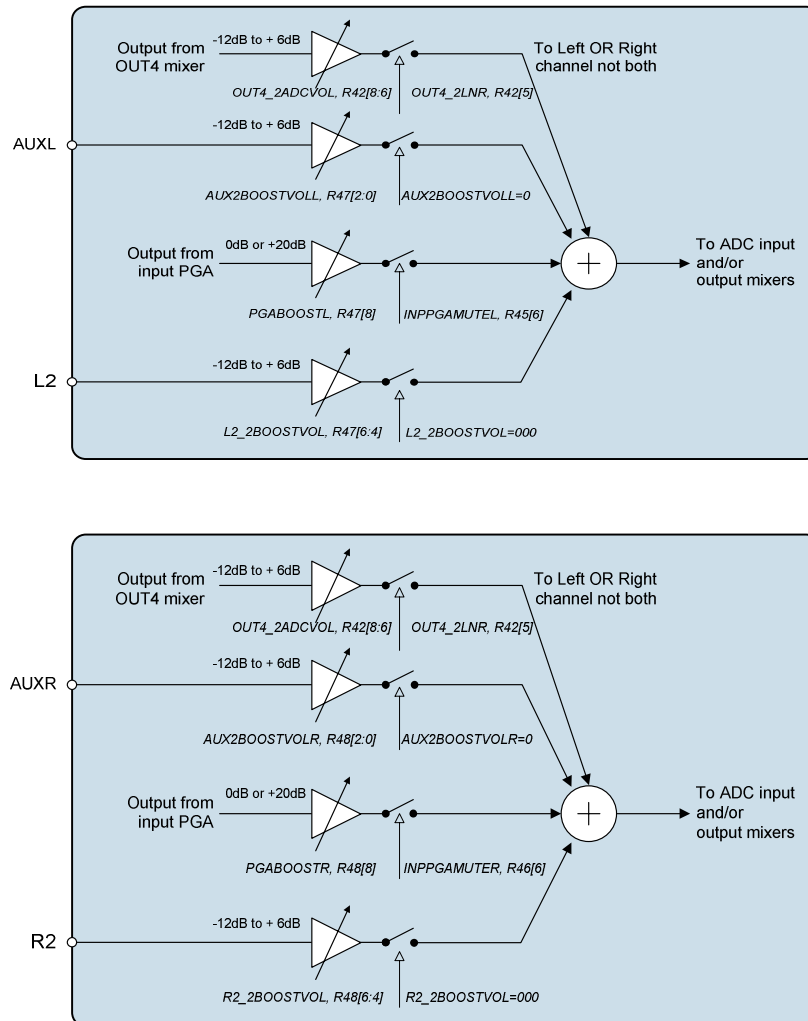 Output from
OUT4 mixer
-12dB to + 6dB
To Left OR Right
channel not both
OUT4_2ADCVOL, R42[8:6]
OUT4_2LNR, R42[5]
AUXL
-12dB to + 6dB
AUX2BOOSTVOLL, R47[2:0]
AUX2BOOSTVOLL=0
Output from
input PGA
0dB or +20dB
To ADC input
and/or
output mixers
PGABOOSTL, R47[8]
INPPGAMUTEL, R45[6]
L2
-12dB to + 6dB
L2_2BOOSTVOL, R47[6:4]
L2_2BOOSTVOL=000
Output from
OUT4 mixer
-12dB to + 6dB
To Left OR Right
channel not both
OUT4_2ADCVOL, R42[8:6]
OUT4_2LNR, R42[5]
AUXR
-12dB to + 6dB
AUX2BOOSTVOLR, R48[2:0]
AUX2BOOSTVOLR=0
Output from
input PGA
0dB or +20dB
To ADC input
and/or
output mixers
PGABOOSTR, R48[8]
INPPGAMUTER, R46[6]
R2
-12dB to + 6dB
R2_2BOOSTVOL, R48[6:4]
R2_2BOOSTVOL=000